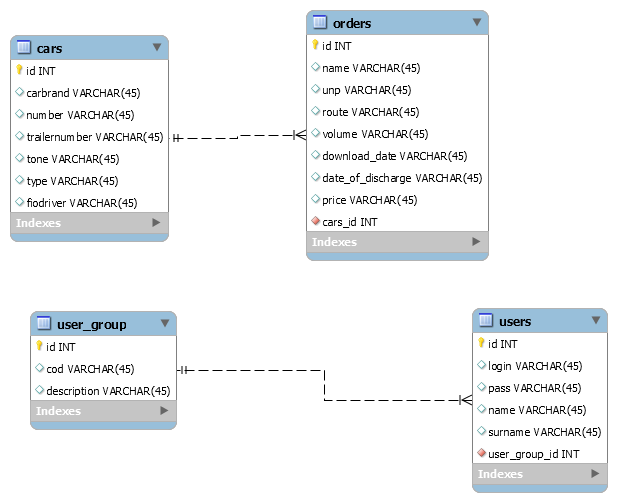 cars
id INT
carbrand VARCHAR(45)
number VARCHAR(45)
trailernumber VARCHAR(45)
tone VARCHAR(45)
type VARCHAR(45)
fiodriver VARCHAR(45)
Indexes
orders
id INT
name VARCHAR(45)
unp VARCHAR(45)
route VARCHAR(45)
volume VARCHAR(45)
download_date VARCHAR(45)
date_of_discharge VARCHAR(45)
price VARCHAR(45)
cars_id INT
Indexes
user_group
id INT
cod VARCHAR(45)
description VARCHAR(45)
Indexes
users
id INT
login VARCHAR(45)
pass VARCHAR(45)
name VARCHAR(45)
surname VARCHAR(45)
user_group_id INT
Indexes